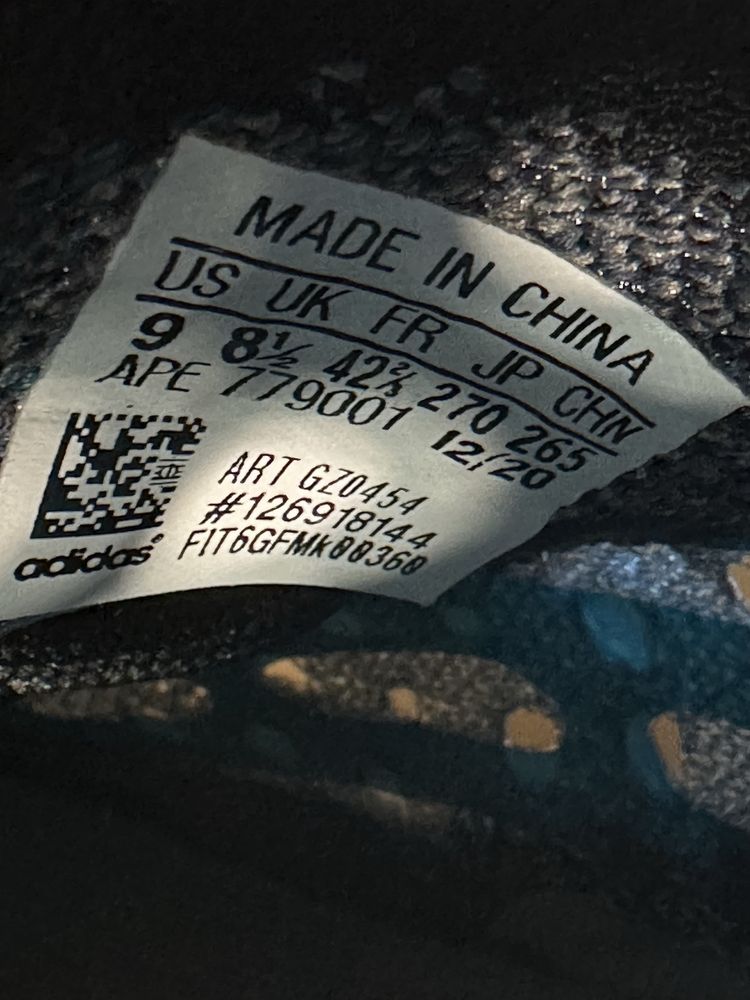 MADE IN CHINA
US UK FR JP CHN
9 8½ 42⅔ 270 265
APE 779001 12/20
ART GZ0454
#126918144
FIT6GFMK00360
adidas®